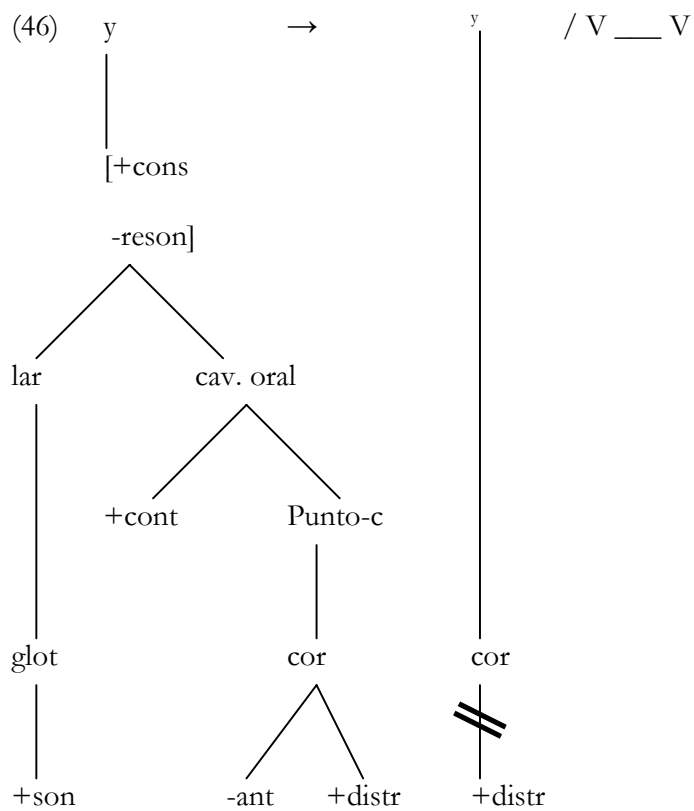 (46) y → y / V ___ V
[+cons
-reson]
lar cav. oral
+cont Punto-c
glot cor cor
+son -ant +distr +distr